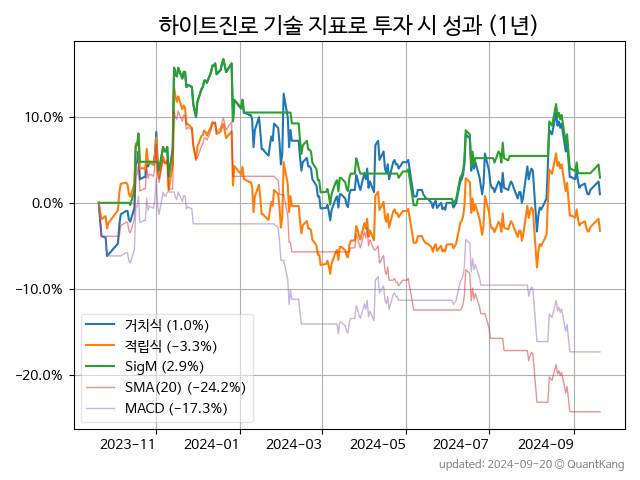 하이트진로 기술 지표로 투자 시 성과 (1년)
10.0%
0.0%
−10.0%
−20.0%
거치식 (1.0%)
적립식 (−3.3%)
SigM (2.9%)
SMA(20) (−24.2%)
MACD (−17.3%)
2023−11 2024−01 2024−03 2024−05 2024−07 2024−09
updated: 2024−09−20 ⓒ QuantKang